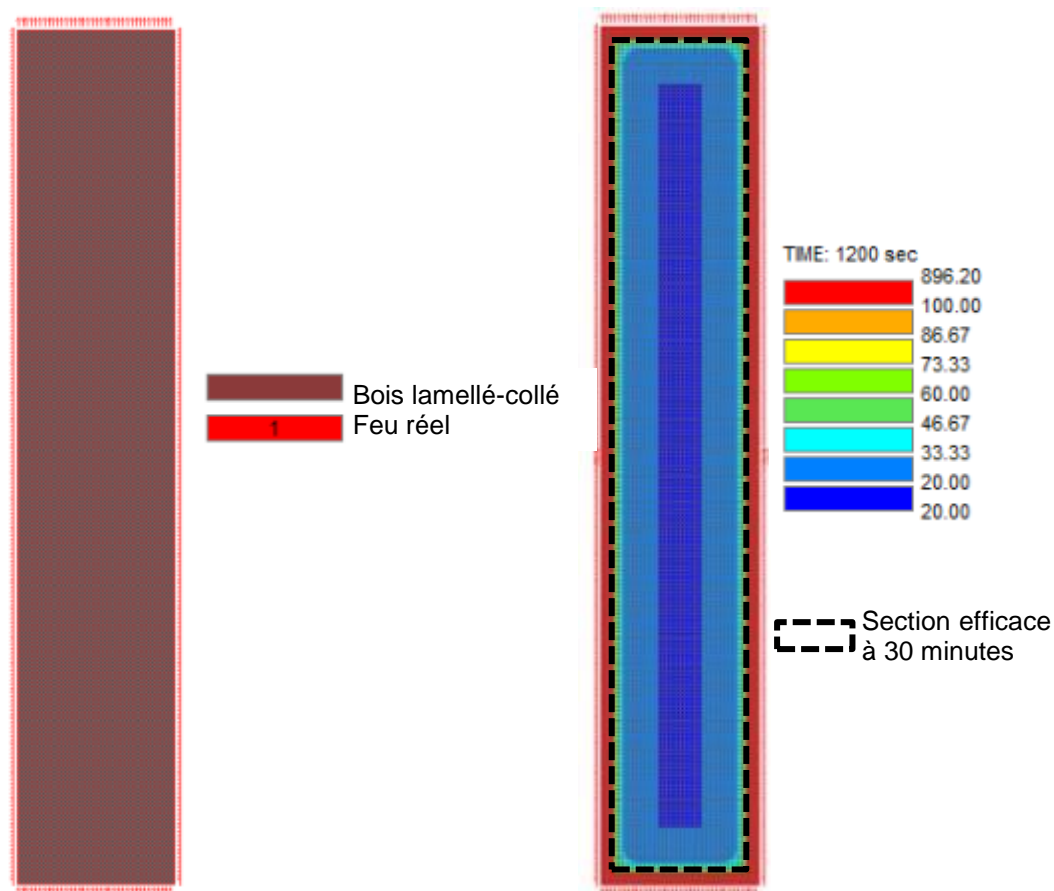 Bois lamellé-collé
1
Feu réel
TIME: 1200 sec
896.20
100.00
86.67
73.33
60.00
46.67
33.33
20.00
20.00
Section efficace
à 30 minutes